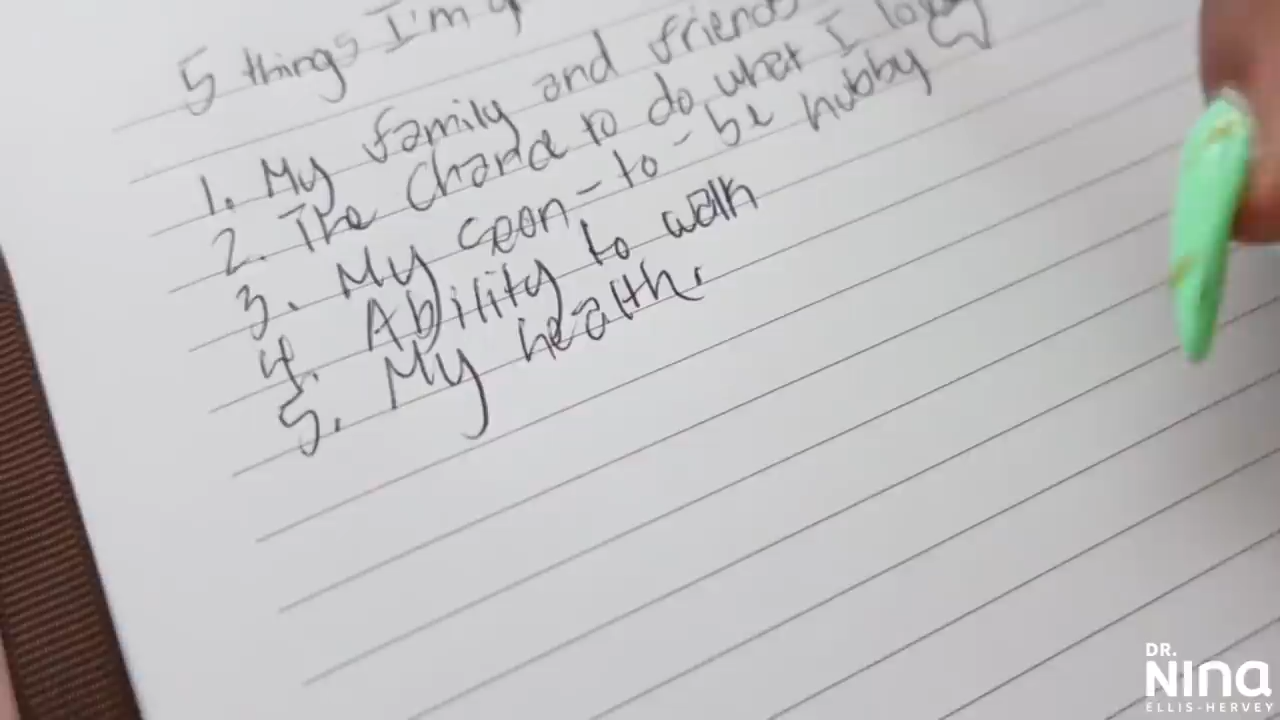 5 things I'm g
1. My family and friends
2. The chance to do what I love
3. My soon-to-be hubby
4. Ability to walk
5. My health.
DR.
NINA
ELLIS-HERVEY